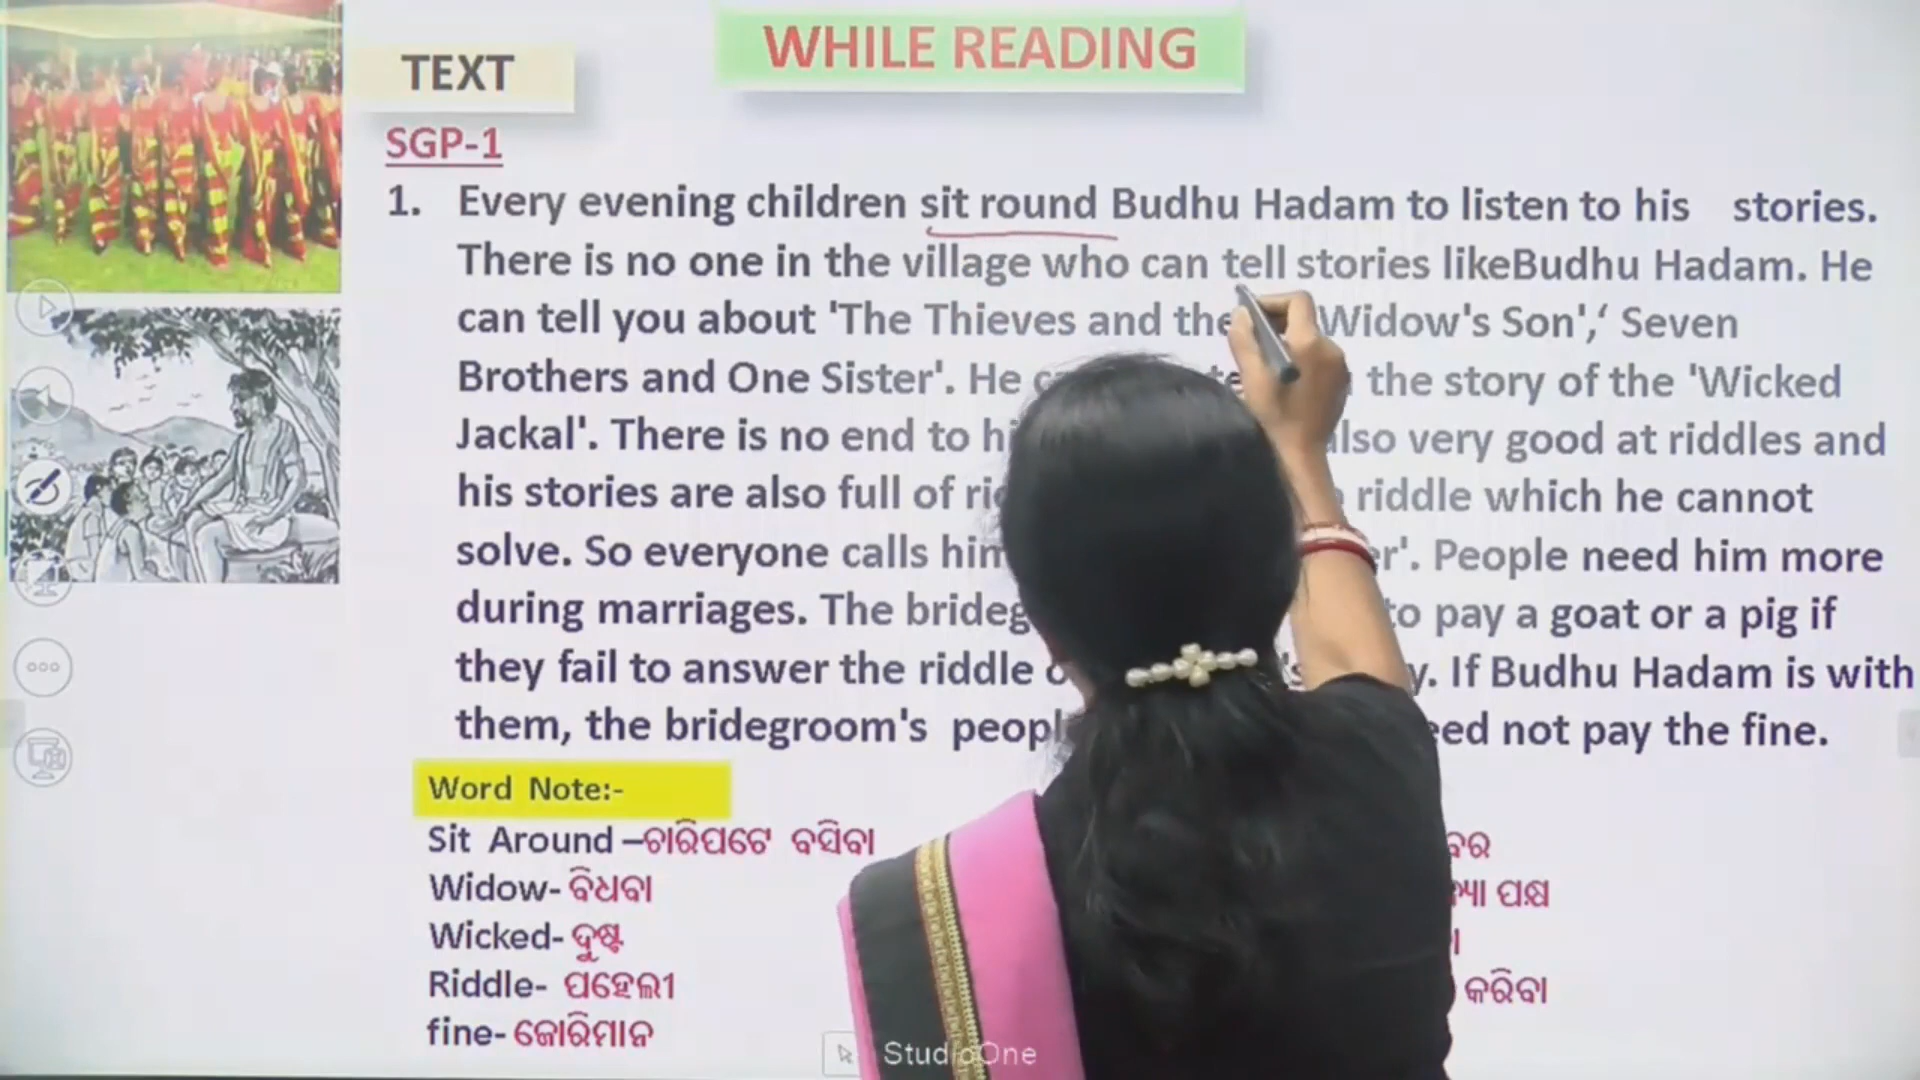 WHILE READING
TEXT
SGP-1
1. Every evening children sit round Budhu Hadam to listen to his stories.
There is no one in the village who can tell stories likeBudhu Hadam. He
can tell you about 'The Thieves and the Widow's Son',‘ Seven
Brothers and One Sister'. He the story of the 'Wicked
Jackal'. There is no end to also very good at riddles and
his stories are also full of riddle which he cannot
solve. So everyone calls him People need him more
during marriages. The to pay a goat or a pig if
they fail to answer the riddle If Budhu Hadam is with
them, the bridegroom's need not pay the fine.
Word Note:-
Sit Around –ଚାରିପଟେ ବସିବା
Widow- ବିଧବା
ପକ୍ଷ
Wicked- ଦୁଷ୍ଟ
Riddle- ପହେଲୀ
କରିବା
fine- ଜୋରିମାନ
StudioOne